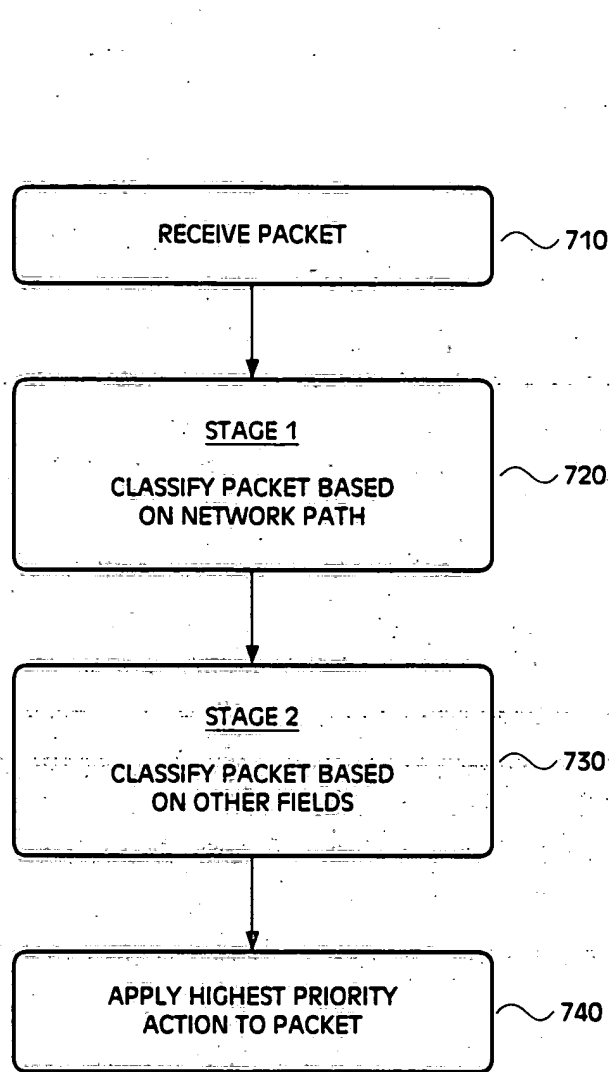 RECEIVE PACKET
710
STAGE 1
CLASSIFY PACKET BASED
ON NETWORK PATH
720
STAGE 2
CLASSIFY PACKET BASED
ON OTHER FIELDS
730
APPLY HIGHEST PRIORITY
ACTION TO PACKET
740